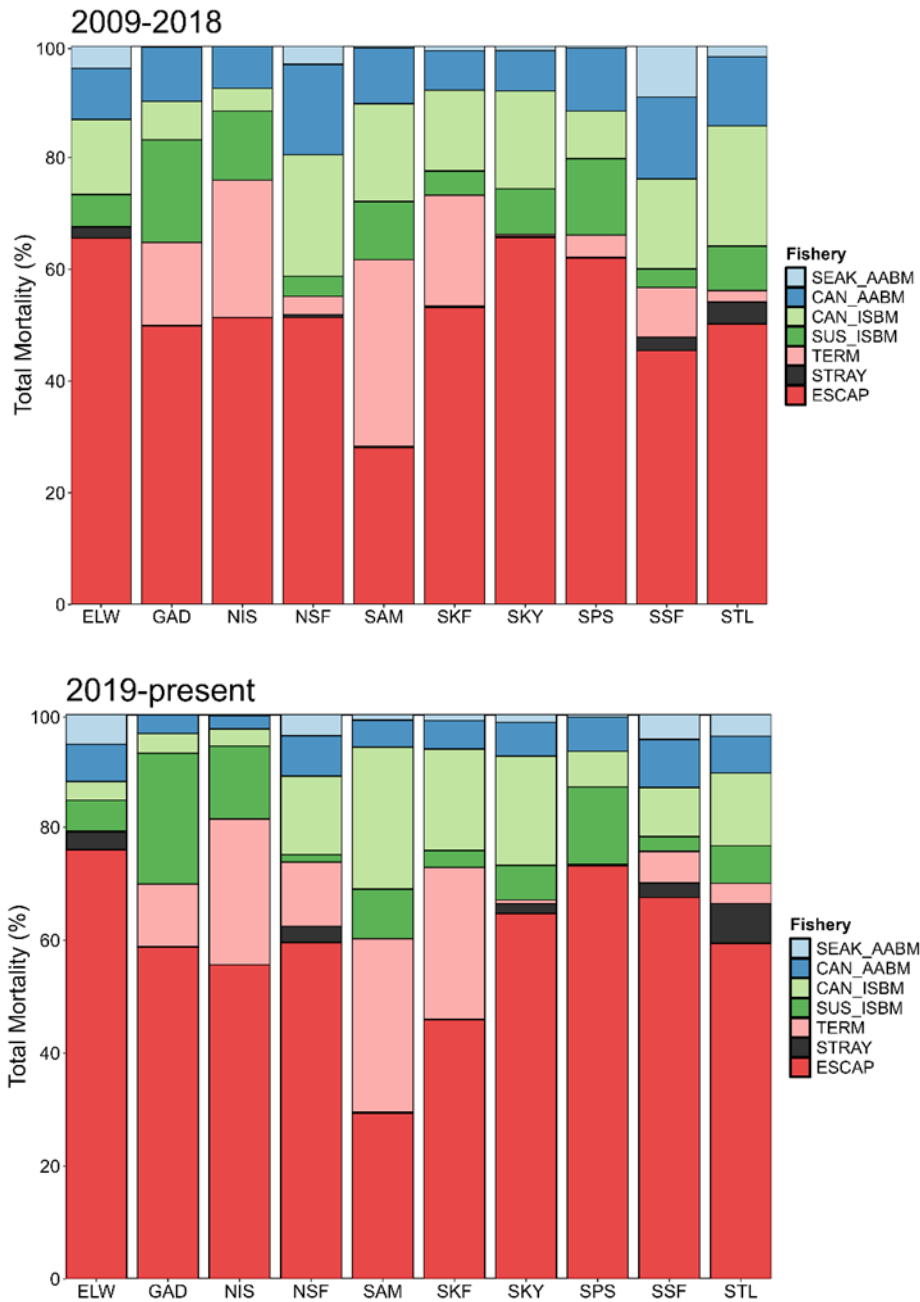 2009-2018
Total Mortality (%)
100
80
60
40
20
0
ELW GAD NIS NSF SAM SKF SKY SPS SSF STL
Fishery
SEAK_AABM
CAN_AABM
CAN_ISBM
SUS_ISBM
TERM
STRAY
ESCAP
2019-present
Total Mortality (%)
100
80
60
40
20
0
ELW GAD NIS NSF SAM SKF SKY SPS SSF STL
Fishery
SEAK_AABM
CAN_AABM
CAN_ISBM
SUS_ISBM
TERM
STRAY
ESCAP